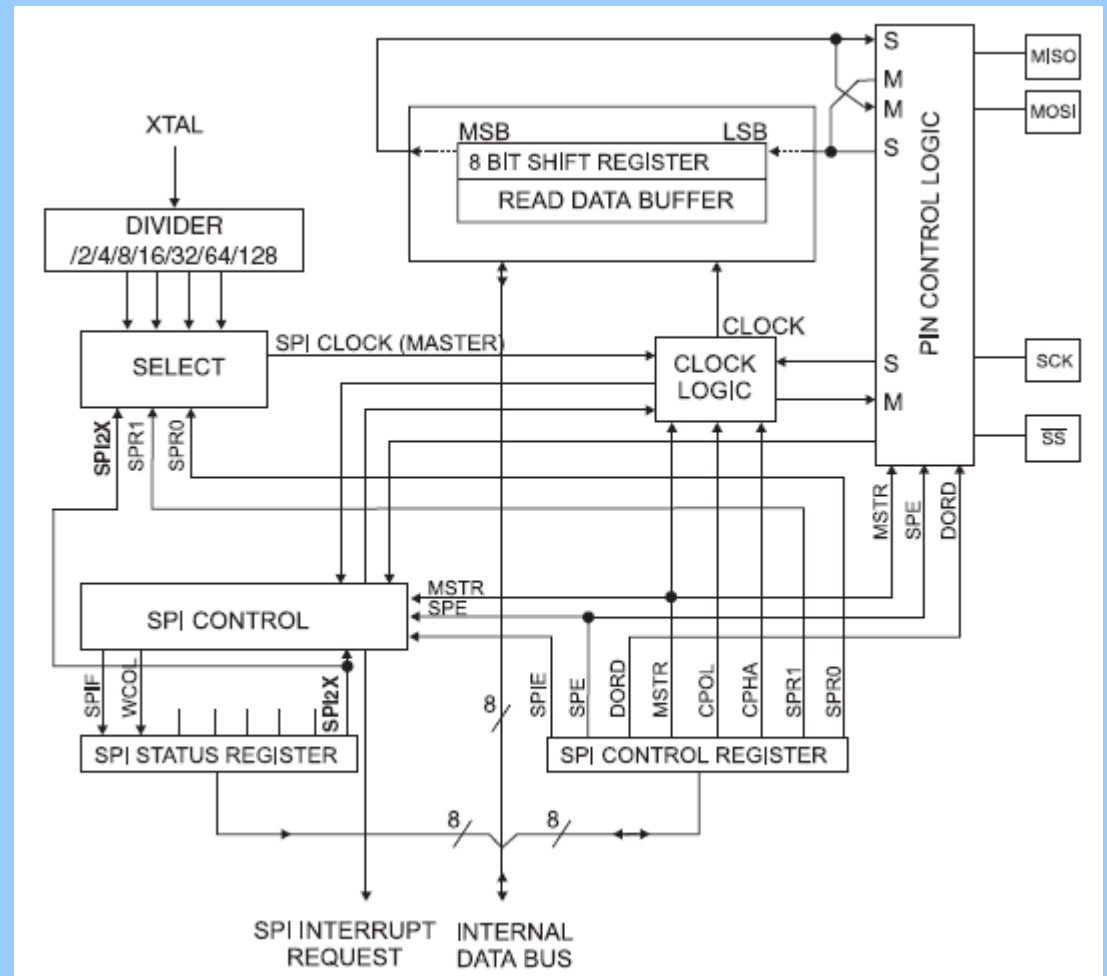 S
MISO
M
M
MOSI
XTAL
MSB
LSB
S
8 BIT SHIFT REGISTER
READ DATA BUFFER
DIVIDER
/2/4/8/16/32/64/128
PIN CONTROL LOGIC
CLOCK
SPI CLOCK (MASTER)
SELECT
CLOCK
LOGIC
S
SCK
M
SPI2X
SPR1
SPR0
SS
MSTR
SPE
DORD
MSTR
SPE
SPI CONTROL
SPIF
WCOL
SPI2X
8
SPIE
SPE
DORD
MSTR
CPOL
CPHA
SPR1
SPR0
SPI STATUS REGISTER
SPI CONTROL REGISTER
8
8
SPI INTERRUPT
REQUEST
INTERNAL
DATA BUS